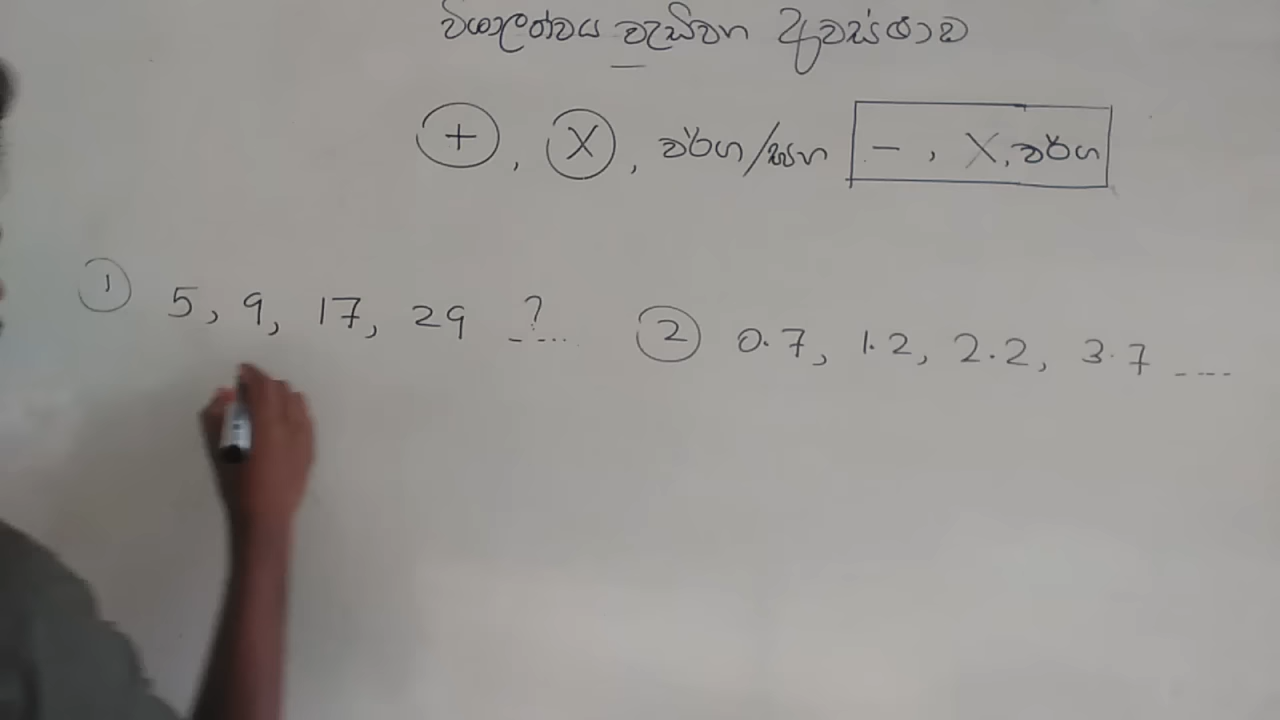 විශාලත්වය වැඩිවන අවස්ථාව
+, X, වර්ග/ඝන -, X, වර්ග
① 5, 9, 17, 29 ?....
② 0.7, 1.2, 2.2, 3.7 ....